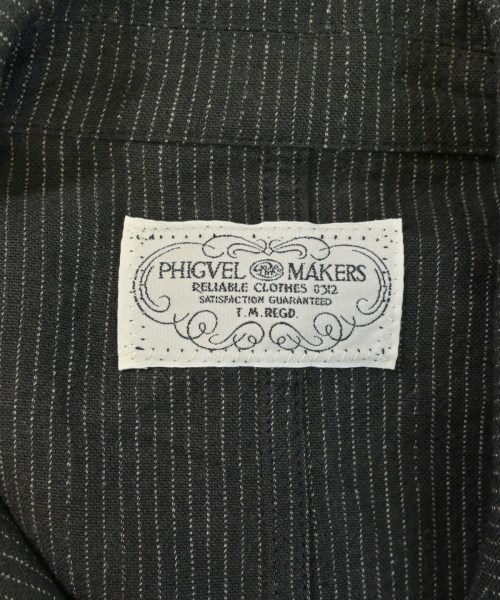 PHIGVEL MAKERS
RELIABLE CLOTHES 0312
SATISFACTION GUARANTEED
T.M.REGD.